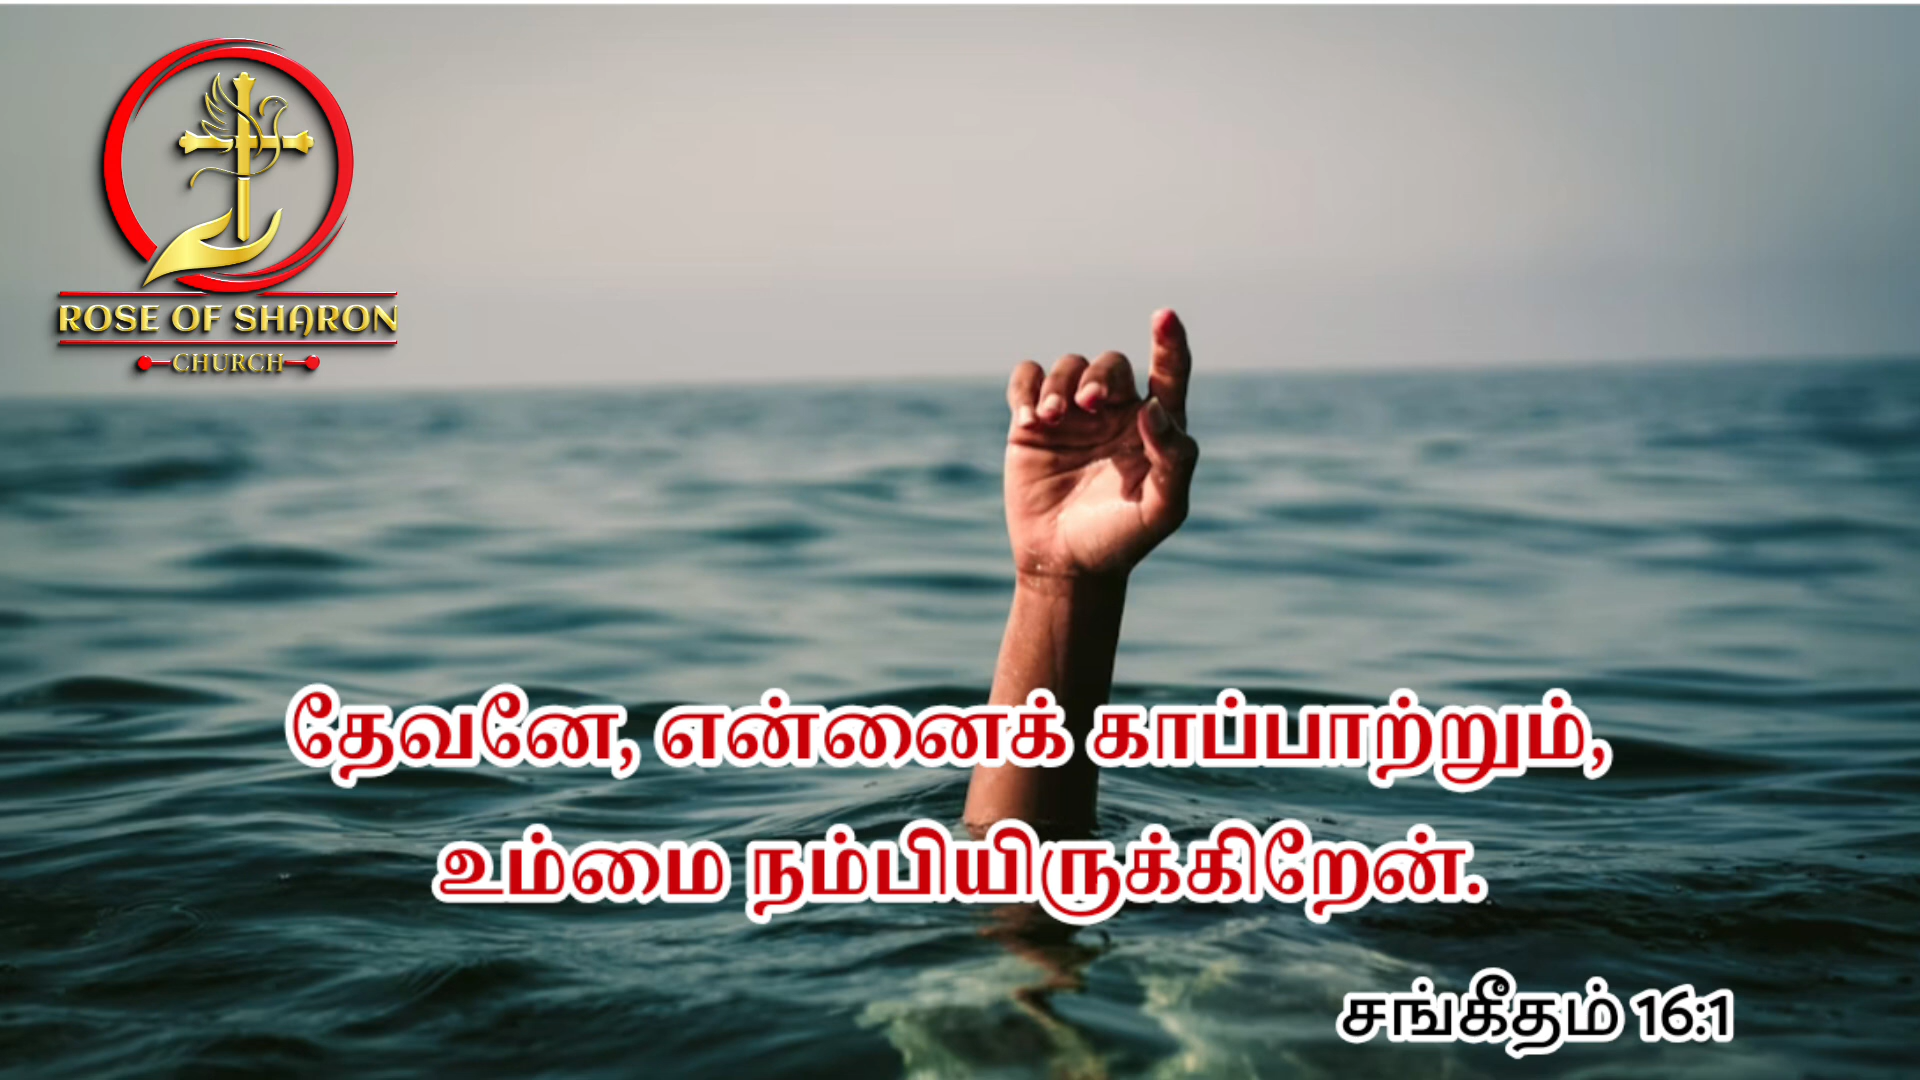 ROSE OF SHARON
CHURCH
தேவனே, என்னைக் காப்பாற்றும்,
உம்மை நம்பியிருக்கிறேன்.
சங்கீதம் 16:1